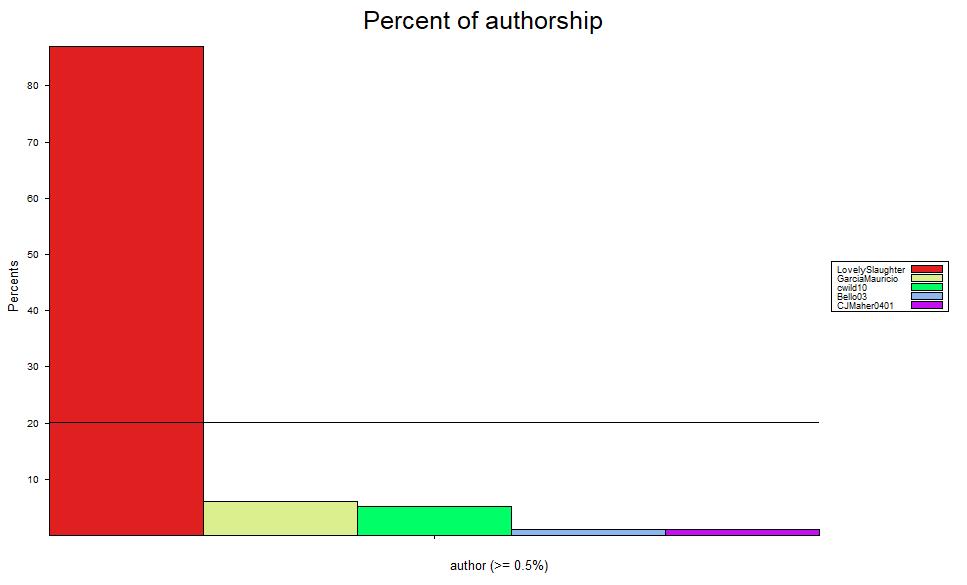 Percent of authorship
80
70
60
50
40
30
20
10
Percents
author (>= 0.5%)
LovelySlaughter
GarciaMauricio
cwild10
Bello03
CJMaher0401